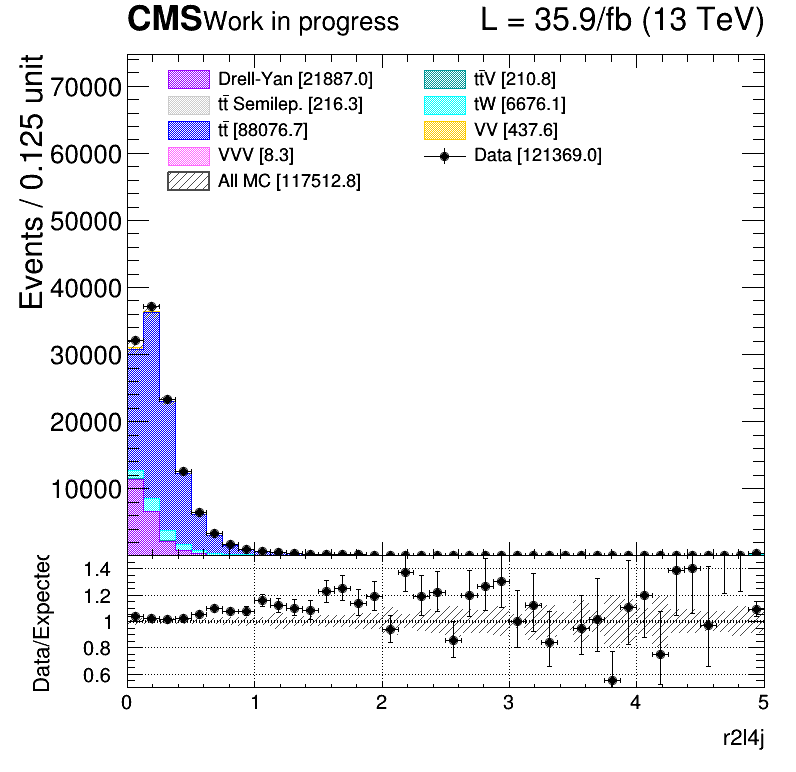 CMS Work in progress L = 35.9/fb (13 TeV)
Events / 0.125 unit
70000
60000
50000
40000
30000
20000
10000
Drell-Yan [21887.0]
tt̄ Semilep. [216.3]
tt̄ [88076.7]
VVV [8.3]
All MC [117512.8]
tt̄V [210.8]
tW [6676.1]
VV [437.6]
Data [121369.0]
Data/Expected
1.4
1.2
1
0.8
0.6
0 1 2 3 4 5
r2l4j